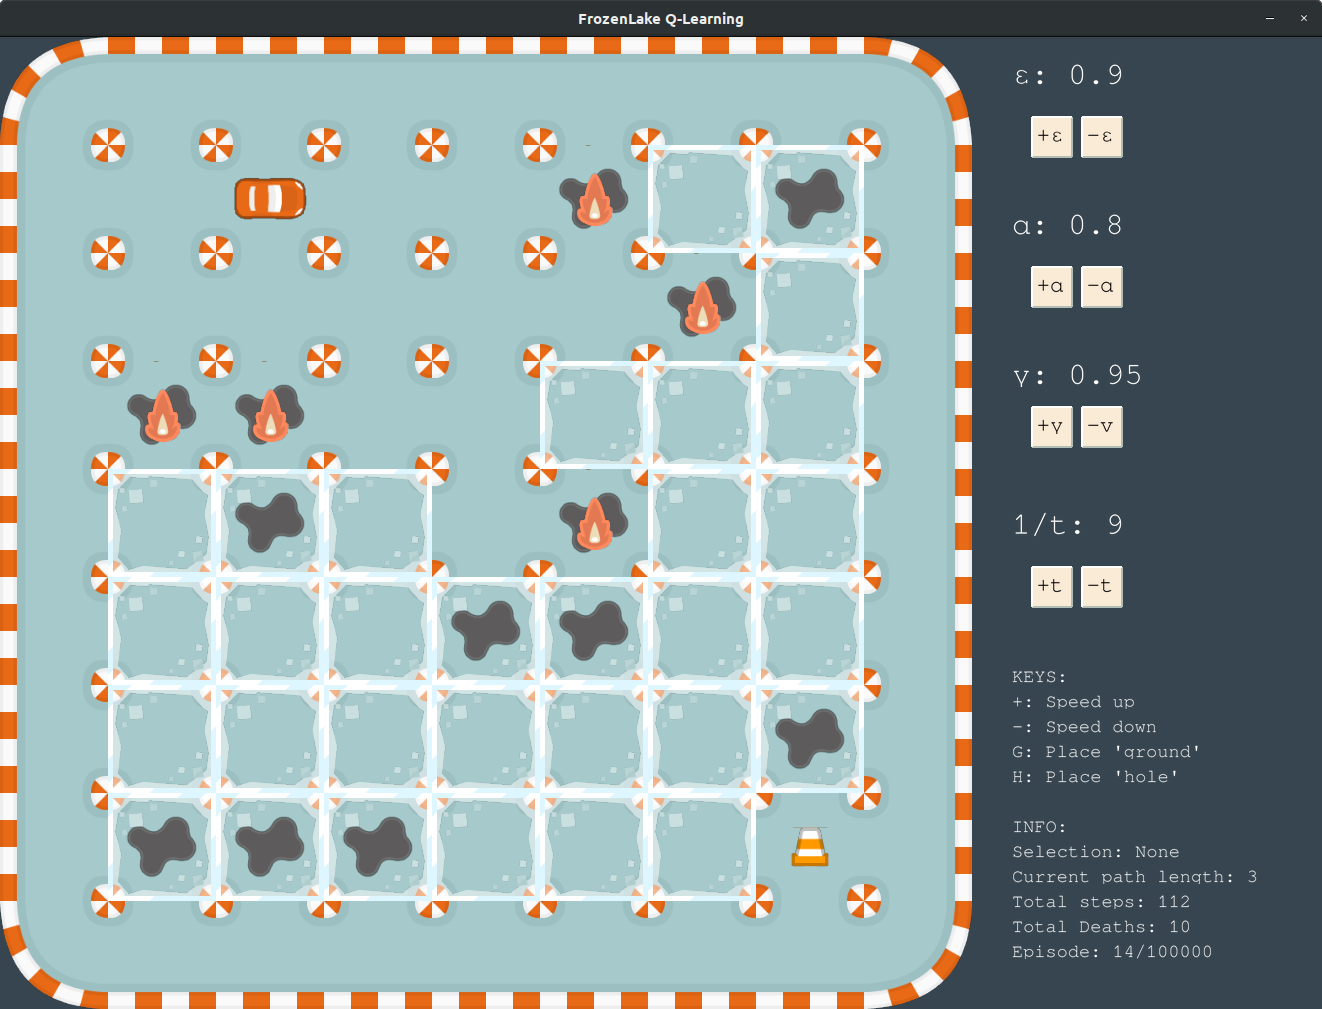 FrozenLake Q-Learning
ε: 0.9
+ε -ε
α: 0.8
+α -α
γ: 0.95
+γ -v
1/t: 9
+t -t
KEYS:
+: Speed up
-: Speed down
G: Place 'ground'
H: Place 'hole'
INFO:
Selection: None
Current path length: 3
Total steps: 112
Total Deaths: 10
Episode: 14/100000